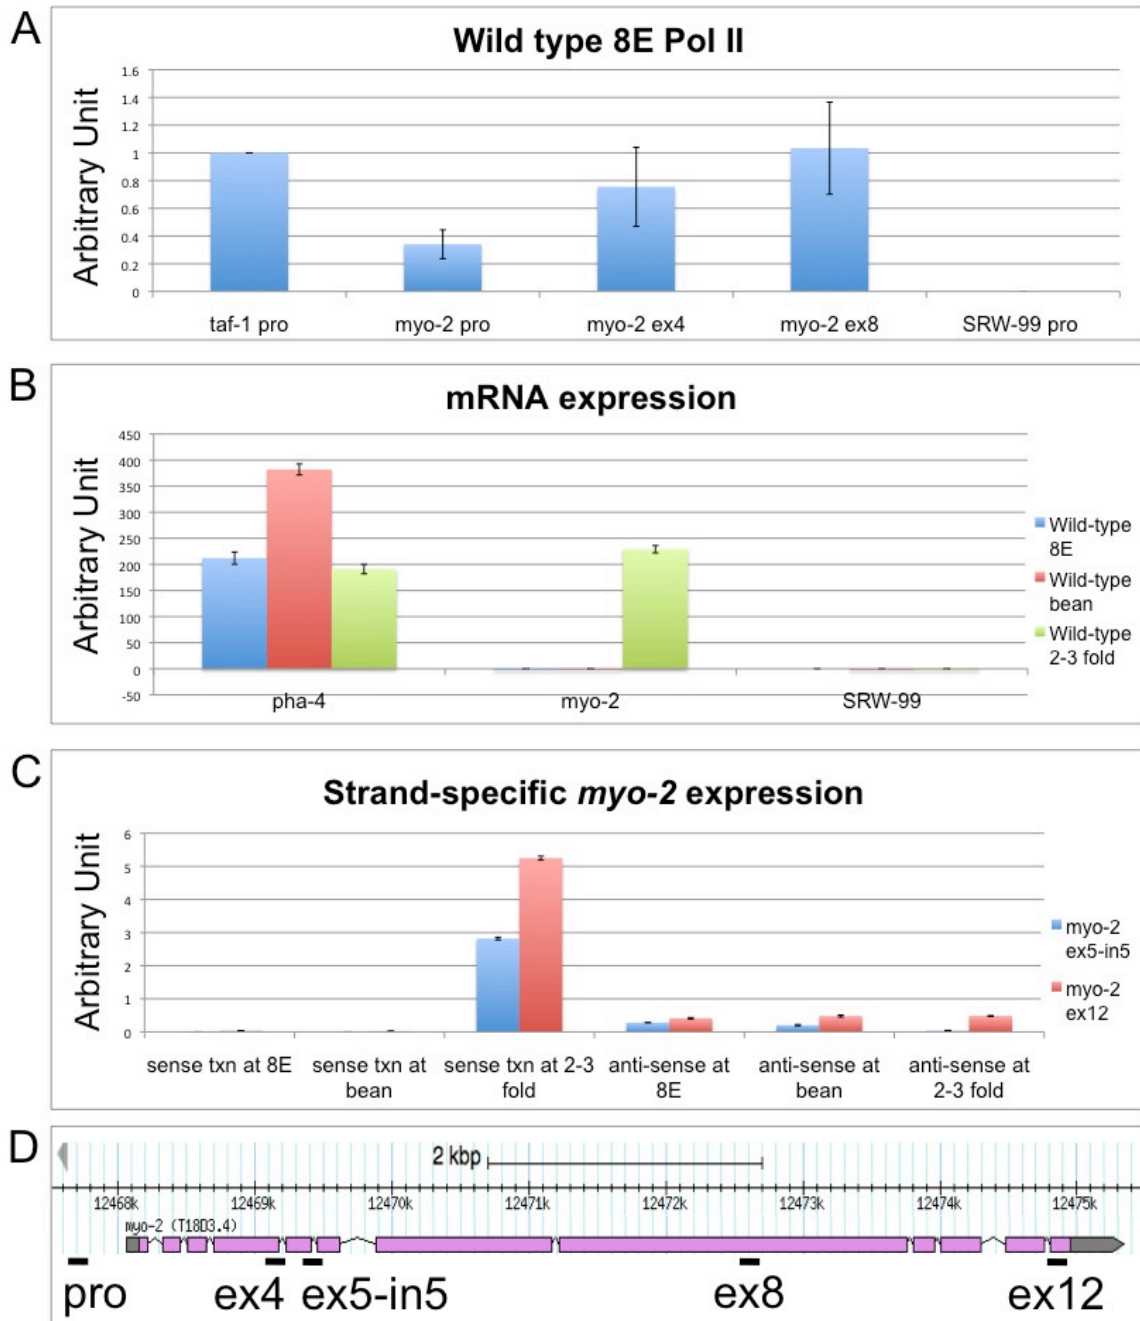 A
Wild type 8E Pol II
Arbitrary Unit
1.6
1.4
1.2
1
0.8
0.6
0.4
0.2
0
taf-1 pro myo-2 pro myo-2 ex4 myo-2 ex8 SRW-99 pro
B
mRNA expression
Arbitrary Unit
450
400
350
300
250
200
150
100
50
0
-50
pha-4 myo-2 SRW-99
Wild-type
8E
Wild-type
bean
Wild-type
2-3 fold
C
Strand-specific myo-2 expression
Arbitrary Unit
6
5
4
3
2
1
0
sense txn at 8E
sense txn at
bean
sense txn at 2-3
fold
anti-sense at
8E
anti-sense at
bean
anti-sense at
2-3 fold
myo-2
ex5-in5
myo-2
ex12
D
2 kbp
12468k 12469k 12470k 12471k 12472k 12473k 12474k 12475k
myo-2 (T18D3.4)
pro ex4 ex5-in5 ex8 ex12